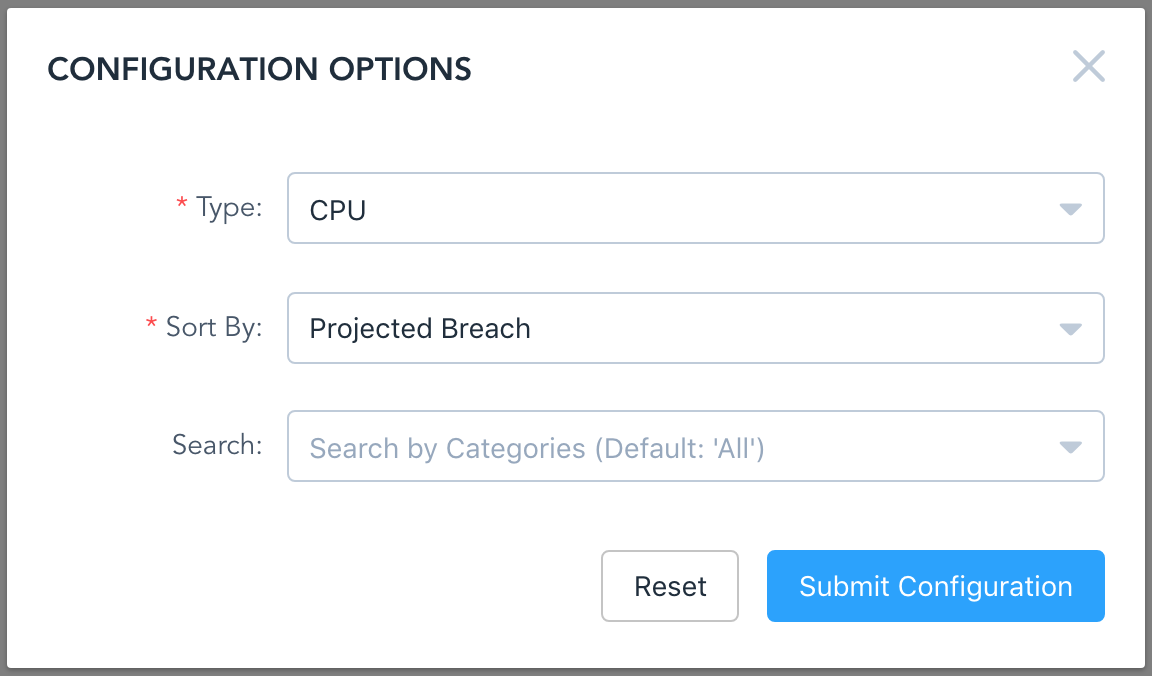 CONFIGURATION OPTIONS
* Type: CPU
* Sort By: Projected Breach
Search: Search by Categories (Default: 'All')
Reset Submit Configuration